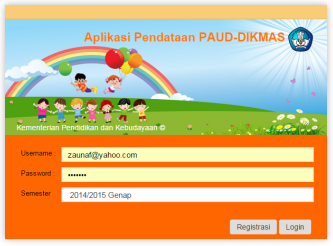 Aplikasi Pendataan PAUD-DIKMAS
Kementerian Pendidikan dan Kebudayaan ©
Username :
zaunaf@yahoo.com
Password :
•••••••
Semester
2014/2015 Genap
Registrasi Login